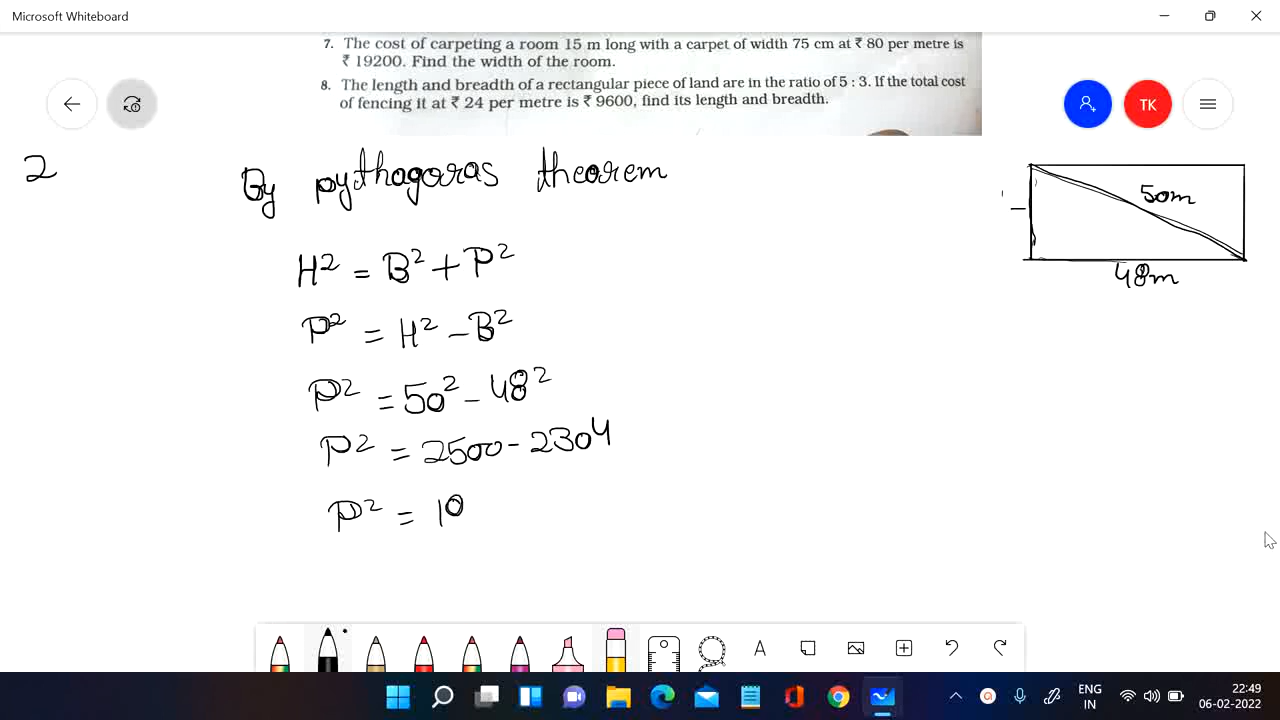 Microsoft Whiteboard
7. The cost of carpeting a room 15 m long with a carpet of width 75 cm at ₹ 80 per metre is
₹ 19200. Find the width of the room.
8. The length and breadth of a rectangular piece of land are in the ratio of 5 : 3. If the total cost
of fencing it at ₹ 24 per metre is ₹ 9600, find its length and breadth.
TK
2
By pythagoras theorem
50m
48m
H² = B² + P²
P² = H² - B²
P² = 50² - 48²
P² = 2500 - 2304
P² = 10
A
ENG
IN
22:49
06-02-2022